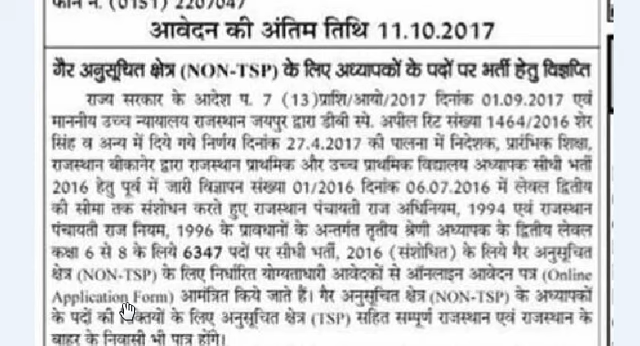 फोन नं. (0151) 2207047
आवेदन की अंतिम तिथि 11.10.2017
गैर अनुसूचित क्षेत्र (NON-TSP) के लिए अध्यापकों के पदों पर भर्ती हेतु विज्ञप्ति
राज्य सरकार के आदेश प. 7 (13)प्राशि/आयो/2017 दिनांक 01.09.2017 एवं
माननीय उच्च न्यायालय राजस्थान जयपुर द्वारा डीबी स्पे. अपील रिट संख्या 1464/2016 शेर
सिंह व अन्य में दिये गये निर्णय दिनांक 27.4.2017 की पालना में निदेशक, प्रारंभिक शिक्षा,
राजस्थान बीकानेर द्वारा राजस्थान प्राथमिक और उच्च प्राथमिक विद्यालय अध्यापक सीधी भर्ती
2016 हेतु पूर्व में जारी विज्ञापन संख्या 01/2016 दिनांक 06.07.2016 में लेवल द्वितीय
की सीमा तक संशोधन करते हुए राजस्थान पंचायती राज अधिनियम, 1994 एवं राजस्थान
पंचायती राज नियम, 1996 के प्रावधानों के अन्तर्गत तृतीय श्रेणी अध्यापक के द्वितीय लेवल
कक्षा 6 से 8 के लिये 6347 पदों पर सीधी भर्ती, 2016 (संशोधित) के लिये गैर अनुसूचित
क्षेत्र (NON-TSP) के लिए निर्धारित योग्यताधारी आवेदकों से ऑनलाइन आवेदन पत्र (Online
Application Form) आमंत्रित किये जाते हैं। गैर अनुसूचित क्षेत्र (NON-TSP) के अध्यापकों
के पदों की रिक्तियों के लिए अनुसूचित क्षेत्र (TSP) सहित सम्पूर्ण राजस्थान एवं राजस्थान के
बाहर के निवासी भी पात्र होंगे।